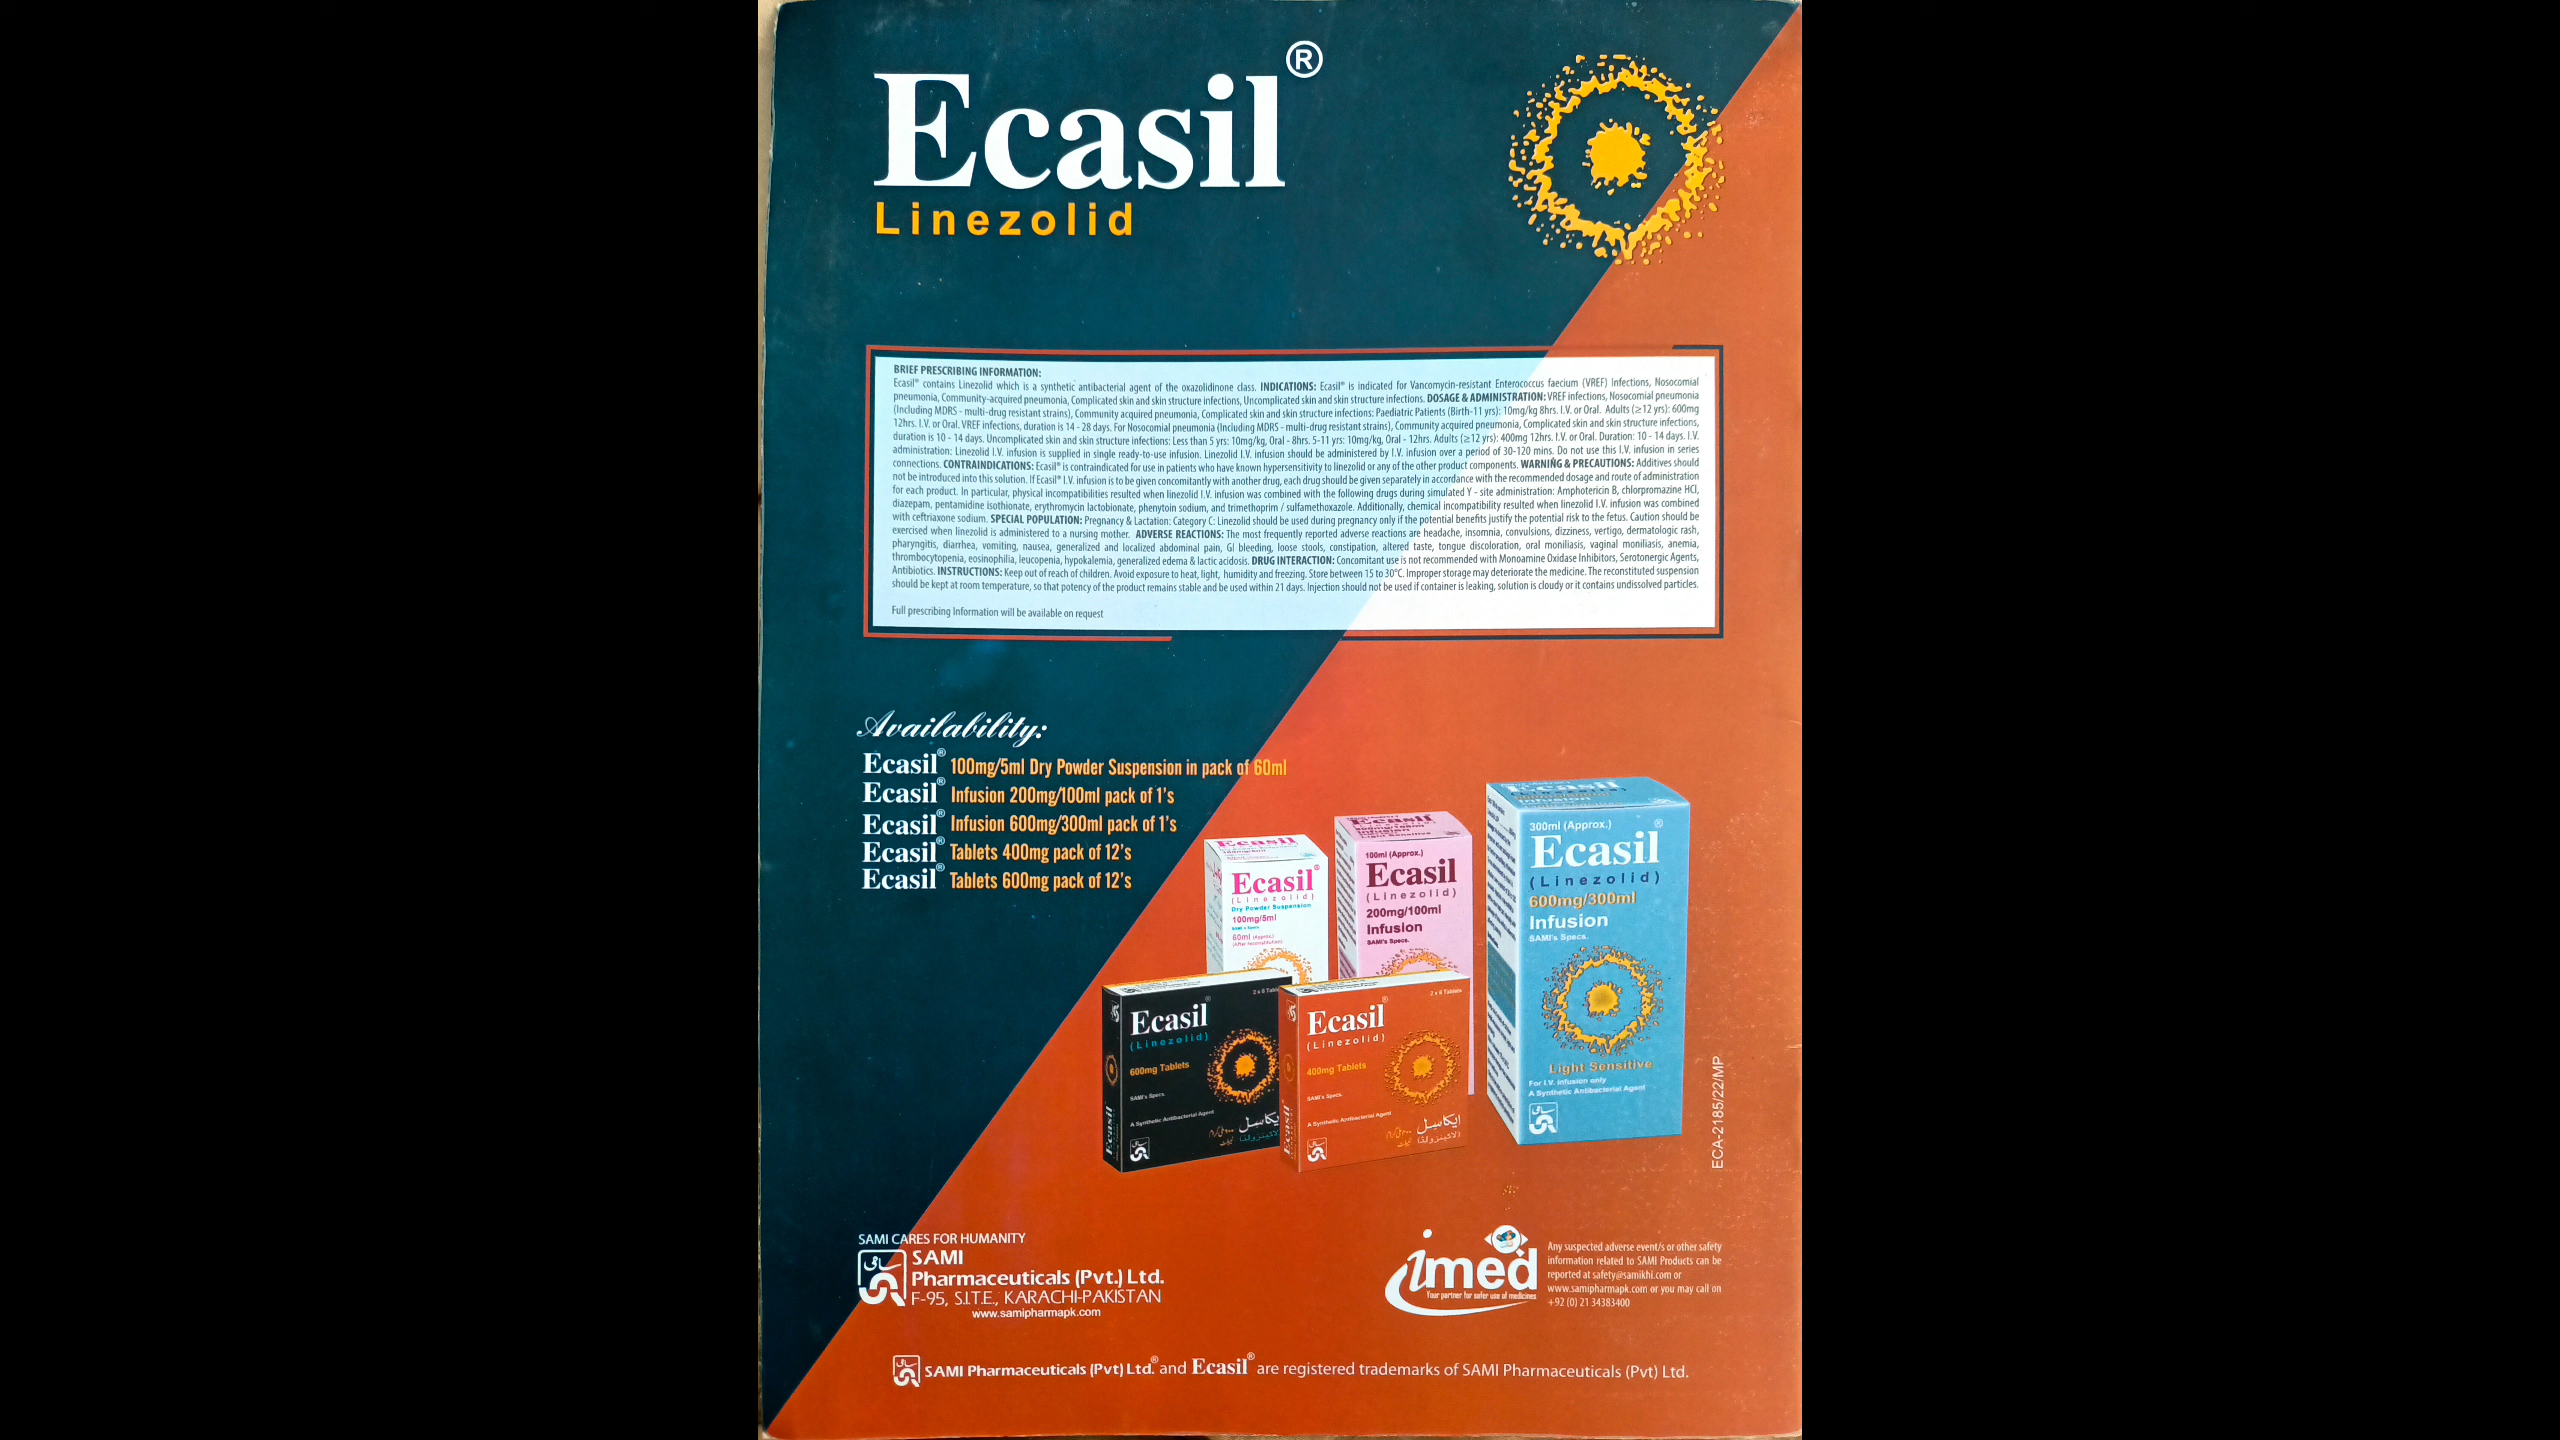 Ecasil®
Linezolid
BRIEF PRESCRIBING INFORMATION:
Ecasil® contains Linezolid which is a synthetic antibacterial agent of the oxazolidinone class. INDICATIONS: Ecasil® is indicated for Vancomycin-resistant Enterococcus faecium (VREF) Infections, Nosocomial
pneumonia, Community-acquired pneumonia, Complicated skin and skin structure infections, Uncomplicated skin and skin structure infections. DOSAGE & ADMINISTRATION: VREF infections, Nosocomial pneumonia
(Including MDRS - multi-drug resistant strains), Community acquired pneumonia, Complicated skin and skin structure infections: Paediatric Patients (Birth-11 yrs): 10mg/kg 8hrs. I.V. or Oral. Adults (≥12 yrs): 600mg
12hrs. I.V. or Oral. VREF infections, duration is 14 - 28 days. For Nosocomial pneumonia (Including MDRS - multi-drug resistant strains), Community acquired pneumonia, Complicated skin and skin structure infections,
duration is 10 - 14 days. Uncomplicated skin and skin structure infections: Less than 5 yrs: 10mg/kg, Oral - 8hrs. 5-11 yrs: 10mg/kg, Oral - 12hrs. Adults (≥12 yrs): 400mg 12hrs. I.V. or Oral. Duration: 10 - 14 days. I.V.
administration: Linezolid I.V. infusion is supplied in single ready-to-use infusion. Linezolid I.V. infusion should be administered by I.V. infusion over a period of 30-120 mins. Do not use this I.V. infusion in series
connections. CONTRAINDICATIONS: Ecasil® is contraindicated for use in patients who have known hypersensitivity to linezolid or any of the other product components. WARNING & PRECAUTIONS: Additives should
not be introduced into this solution. If Ecasil® I.V. infusion is to be given concomitantly with another drug, each drug should be given separately in accordance with the recommended dosage and route of administration
for each product. In particular, physical incompatibilities resulted when linezolid I.V. infusion was combined with the following drugs during simulated Y - site administration: Amphotericin B, chlorpromazine HCl,
diazepam, pentamidine isothionate, erythromycin lactobionate, phenytoin sodium, and trimethoprim / sulfamethoxazole. Additionally, chemical incompatibility resulted when linezolid I.V. infusion was combined
with ceftriaxone sodium. SPECIAL POPULATION: Pregnancy & Lactation: Category C: Linezolid should be used during pregnancy only if the potential benefits justify the potential risk to the fetus. Caution should be
exercised when linezolid is administered to a nursing mother. ADVERSE REACTIONS: The most frequently reported adverse reactions are headache, insomnia, convulsions, dizziness, vertigo, dermatologic rash,
pharyngitis, diarrhea, vomiting, nausea, generalized and localized abdominal pain, GI bleeding, loose stools, constipation, altered taste, tongue discoloration, oral moniliasis, vaginal moniliasis, anemia,
thrombocytopenia, eosinophilia, leucopenia, hypokalemia, generalized edema & lactic acidosis. DRUG INTERACTION: Concomitant use is not recommended with Monoamine Oxidase Inhibitors, Serotonergic Agents,
Antibiotics. INSTRUCTIONS: Keep out of reach of children. Avoid exposure to heat, light, humidity and freezing. Store between 15 to 30°C. Improper storage may deteriorate the medicine. The reconstituted suspension
should be kept at room temperature, so that potency of the product remains stable and be used within 21 days. Injection should not be used if container is leaking, solution is cloudy or it contains undissolved particles.
Full prescribing Information will be available on request
Availability:
Ecasil® 100mg/5ml Dry Powder Suspension in pack of 60ml
Ecasil® Infusion 200mg/100ml pack of 1's
Ecasil® Infusion 600mg/300ml pack of 1's
Ecasil® Tablets 400mg pack of 12's
Ecasil® Tablets 600mg pack of 12's
Ecasil®
(Linezolid)
Dry Powder Suspension
100mg/5ml
60ml (Approx.)
(After reconstitution)
100ml (Approx.)
Ecasil
(Linezolid)
200mg/100ml
Infusion
SAMI's Specs.
300ml (Approx.)
Ecasil®
(Linezolid)
600mg/300ml
Infusion
SAMI's Specs.
Light Sensitive
For I.V. infusion only
A Synthetic Antibacterial Agent
Ecasil®
(Linezolid)
600mg Tablets
SAMI's Specs.
A Synthetic Antibacterial Agent
Ecasil
2 x 6 Tablets
Ecasil®
(Linezolid)
400mg Tablets
SAMI's Specs.
A Synthetic Antibacterial Agent
ایکاسِل
Ecasil
ECA-2185/22/MP
SAMI CARES FOR HUMANITY
SAMI
Pharmaceuticals (Pvt.) Ltd.
F-95, S.I.T.E., KARACHI-PAKISTAN
www.samipharmapk.com
imed
Your partner for safer use of medicines
Any suspected adverse event/s or other safety
information related to SAMI Products can be
reported at safety@samikhi.com or
www.samipharmapk.com or you may call on
+92 (0) 21 34383400
SAMI Pharmaceuticals (Pvt) Ltd.® and Ecasil® are registered trademarks of SAMI Pharmaceuticals (Pvt) Ltd.